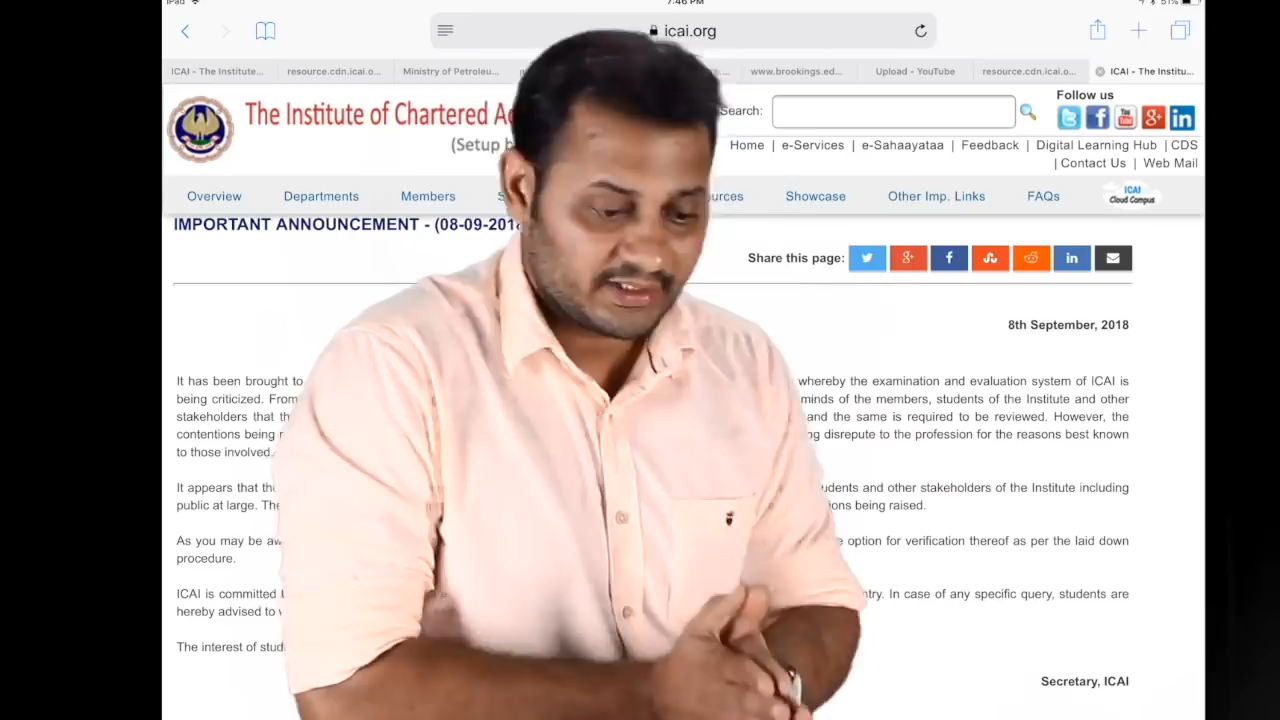 iPad 7:46 PM 51%
icai.org
ICAI - The Institute... resource.cdn.icai.o... Ministry of Petroleu... www.brookings.ed... Upload - YouTube resource.cdn.icai.o... ICAI - The Institu...
Follow us
The Institute of Chartered Ac
Search:
(Setup b
Home | e-Services | e-Sahaayataa | Feedback | Digital Learning Hub | CDS
| Contact Us | Web Mail
Overview Departments Members S urces Showcase Other Imp. Links FAQs ICAI
Cloud Campus
IMPORTANT ANNOUNCEMENT - (08-09-2018
Share this page:
8th September, 2018
It has been brought to whereby the examination and evaluation system of ICAI is
being criticized. From minds of the members, students of the Institute and other
stakeholders that th and the same is required to be reviewed. However, the
contentions being ng disrepute to the profession for the reasons best known
to those involved.
It appears that the udents and other stakeholders of the Institute including
public at large. The ions being raised.
As you may be aw e option for verification thereof as per the laid down
procedure.
ICAI is committed ntry. In case of any specific query, students are
hereby advised to
The interest of stud
Secretary, ICAI